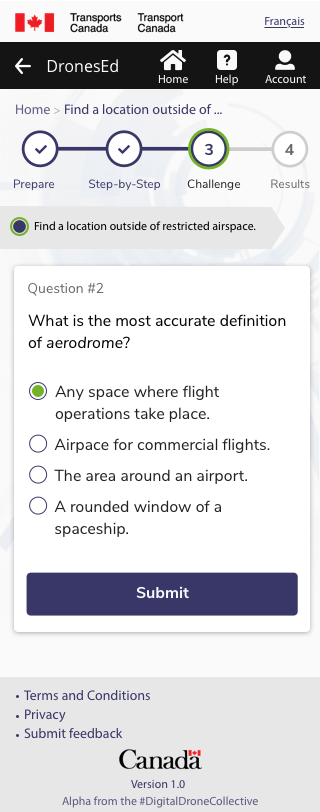 Transports Canada
Transport Canada
Français
DronesEd
Home
Help
Account
Home > Find a location outside of ...
3
4
Prepare
Step-by-Step
Challenge
Results
Find a location outside of restricted airspace.
Question #2
What is the most accurate definition
of aerodrome?
Any space where flight
operations take place.
Airpace for commercial flights.
The area around an airport.
A rounded window of a
spaceship.
Submit
• Terms and Conditions
• Privacy
• Submit feedback
Canada
Version 1.0
Alpha from the #DigitalDroneCollective